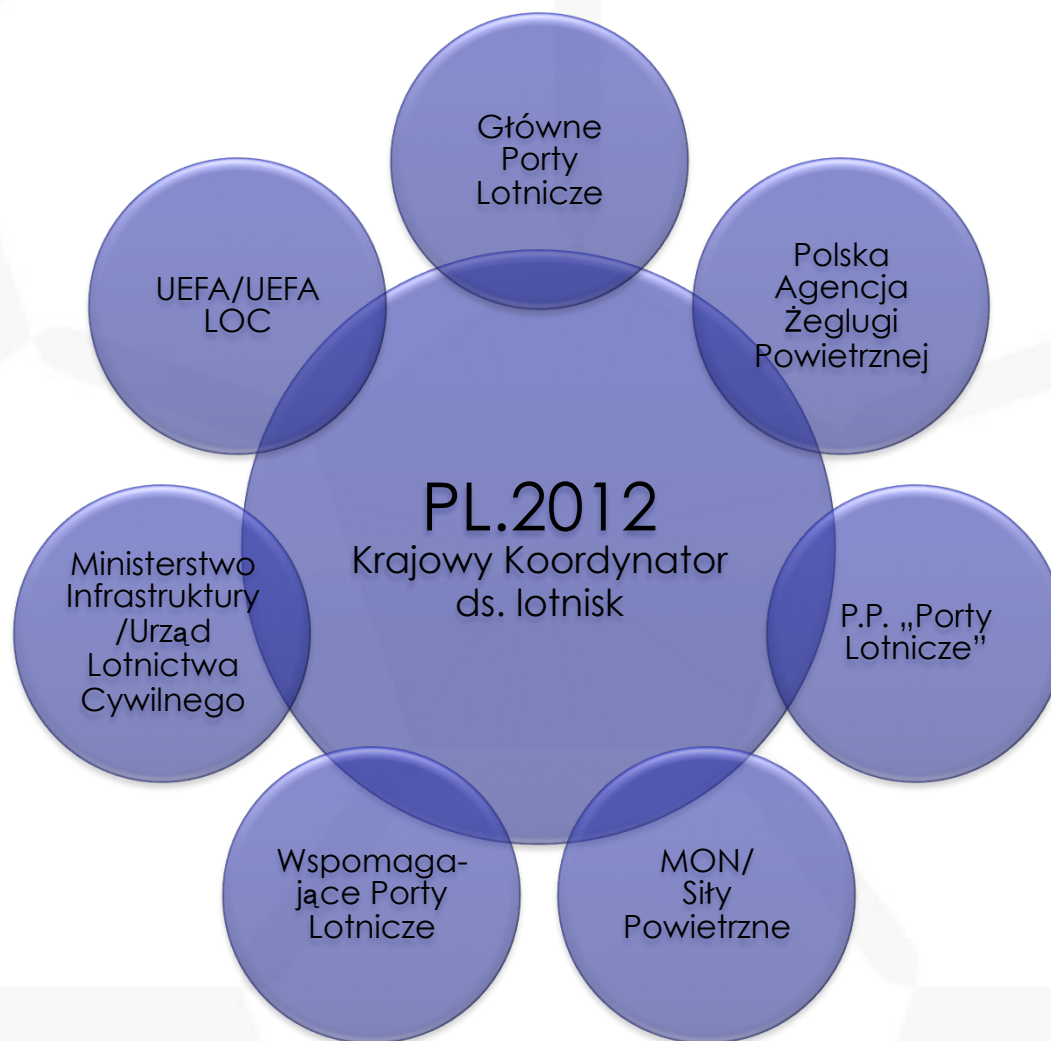 Główne
Porty
Lotnicze
Polska
Agencja
Żeglugi
Powietrznej
P.P. „Porty
Lotnicze”
MON/
Siły
Powietrzne
Wspomaga-
jące Porty
Lotnicze
Ministerstwo
Infrastruktury
/Urząd
Lotnictwa
Cywilnego
UEFA/UEFA
LOC
PL.2012
Krajowy Koordynator
ds. lotnisk